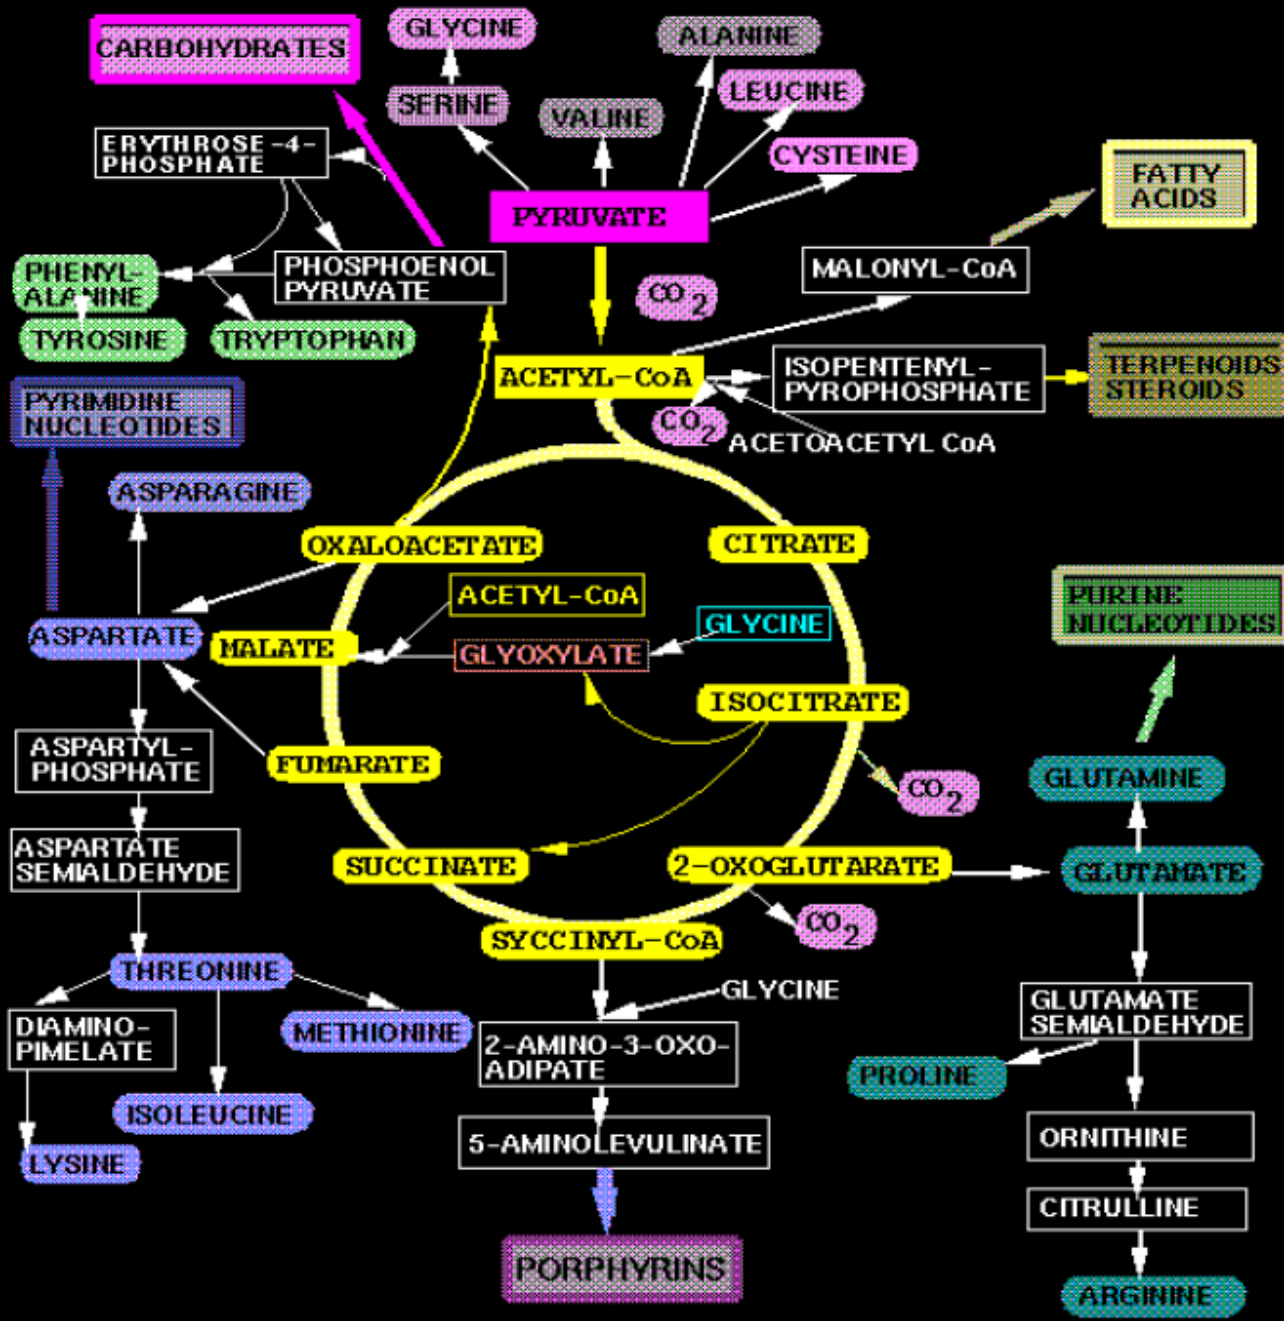 CARBOHYDRATES
GLYCINE
ALANINE
SERINE
VALINE
LEUCINE
CYSTEINE
ERYTHROSE-4-
PHOSPHATE
PYRUVATE
FATTY
ACIDS
PHENYL-
ALANINE
PHOSPHOENOL
PYRUVATE
MALONYL-CoA
CO2
TYROSINE
TRYPTOPHAN
ACETYL-CoA
ISOPENTENYL-
PYROPHOSPHATE
TERPENOIDS
STEROIDS
PYRIMIDINE
NUCLEOTIDES
CO2
ACETOACETYL CoA
ASPARAGINE
OXALOACETATE
CITRATE
ACETYL-CoA
GLYCINE
PURINE
NUCLEOTIDES
ASPARTATE
MALATE
GLYOXYLATE
ISOCITRATE
ASPARTYL-
PHOSPHATE
FUMARATE
CO2
GLUTAMINE
ASPARTATE
SEMIALDEHYDE
SUCCINATE
2-OXOGLUTARATE
GLUTAMATE
CO2
SYCCINYL-CoA
THREONINE
GLYCINE
DIAMINO-
PIMELATE
METHIONINE
2-AMINO-3-OXO-
ADIPATE
GLUTAMATE
SEMIALDEHYDE
PROLINE
ISOLEUCINE
5-AMINOLEVULINATE
ORNITHINE
LYSINE
CITRULLINE
PORPHYRINS
ARGININE